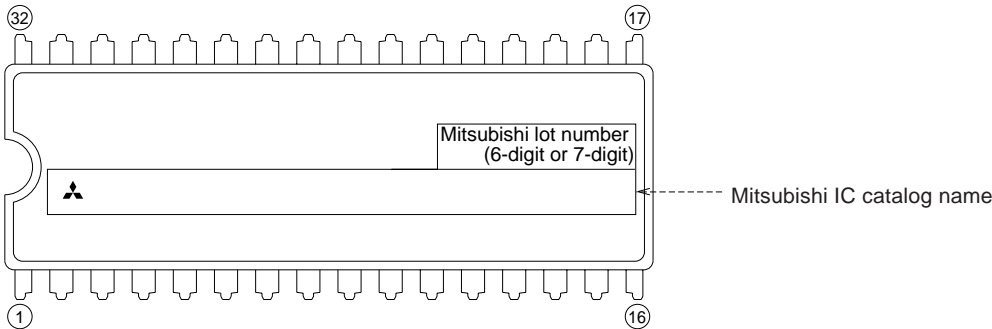 32 17
Mitsubishi lot number
(6-digit or 7-digit)
Mitsubishi IC catalog name
1 16